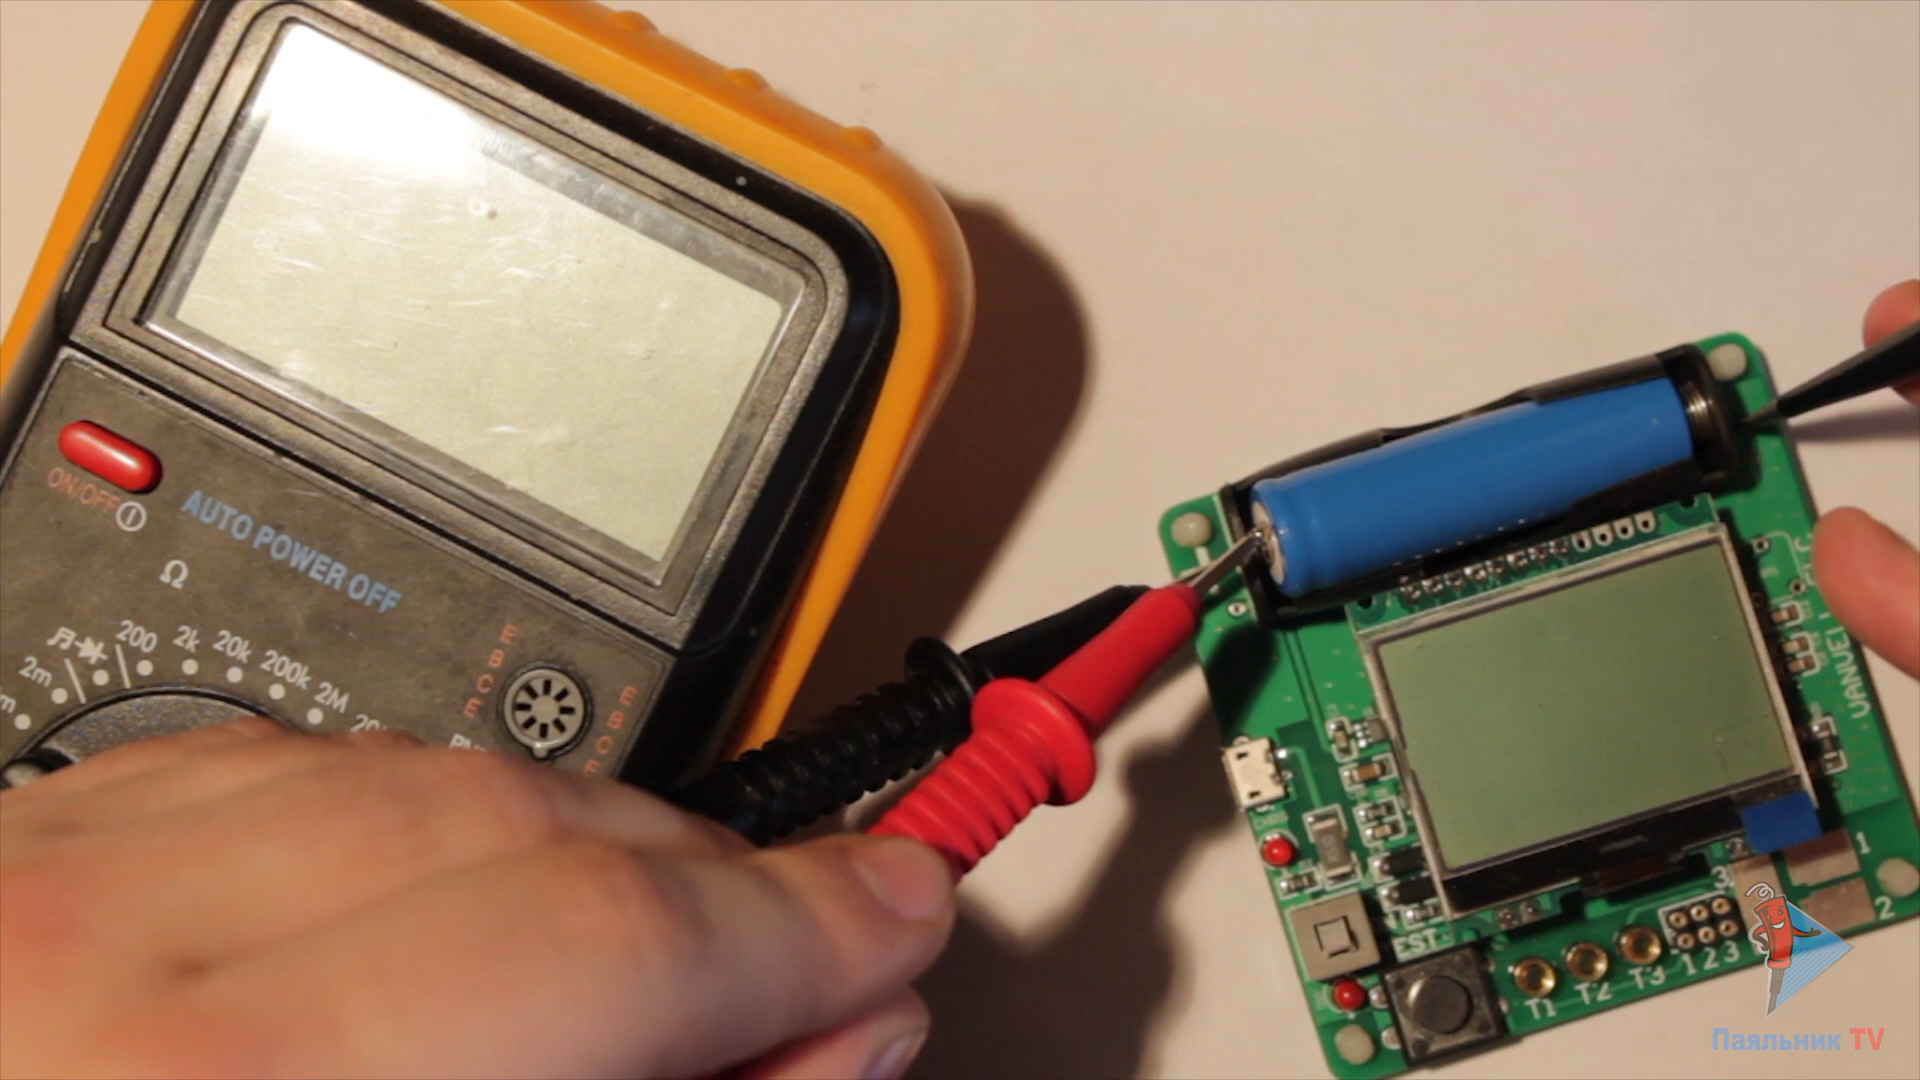 ON/OFF
AUTO POWER OFF
Ω
200
2k
20k
200k
2M
2m
E
B
C
E
E
B
C
E
1
2
EST
T1
T2
T3
1 2 3
3
Паяльник TV